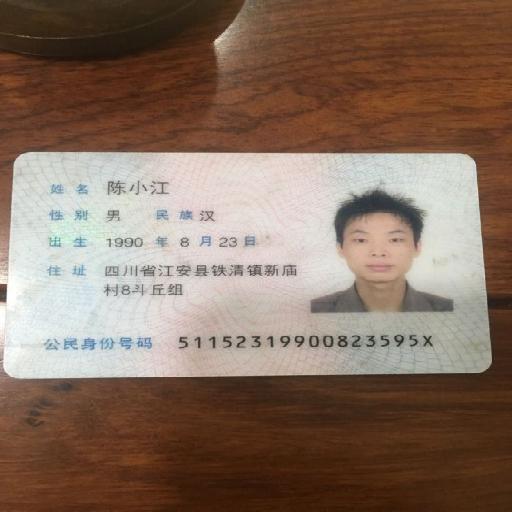 姓名 陈小江
性别 男 民族 汉
出生 1990 年 8 月 23 日
住址 四川省江安县铁清镇新庙
村8斗丘组
公民身份号码 51152319900823595X